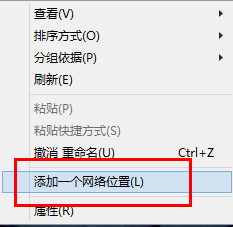 查看(V)
排序方式(O)
分组依据(P)
刷新(E)
粘贴(P)
粘贴快捷方式(S)
撤消 重命名(U) Ctrl+Z
添加一个网络位置(L)
属性(R)